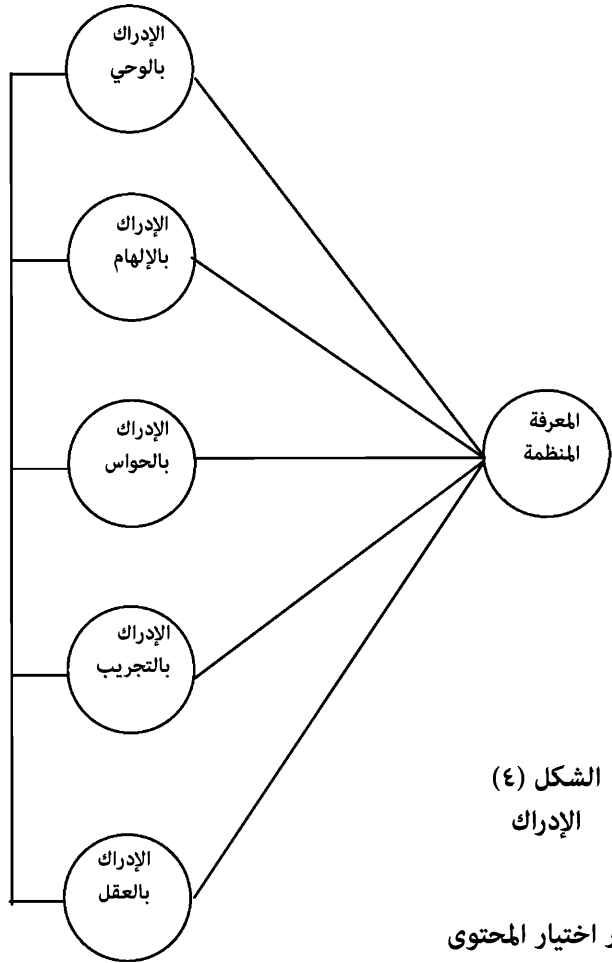 الإدراك
بالوحي
الإدراك
بالإلهام
الإدراك
بالحواس
المعرفة
المنظمة
الإدراك
بالتجريب
الشكل (٤)
الإدراك
الإدراك
بالعقل
اختيار المحتوى